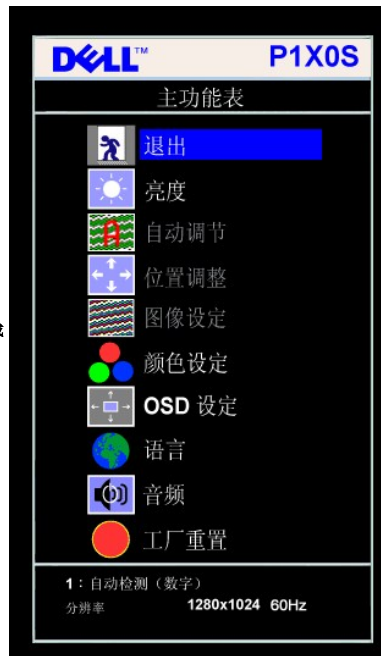 DELL™ P1X0S
主功能表
退出
亮度
自动调节
位置调整
图像设定
颜色设定
OSD 设定
语言
音频
工厂重置
1：自动检测（数字）
分辨率 1280x1024 60Hz